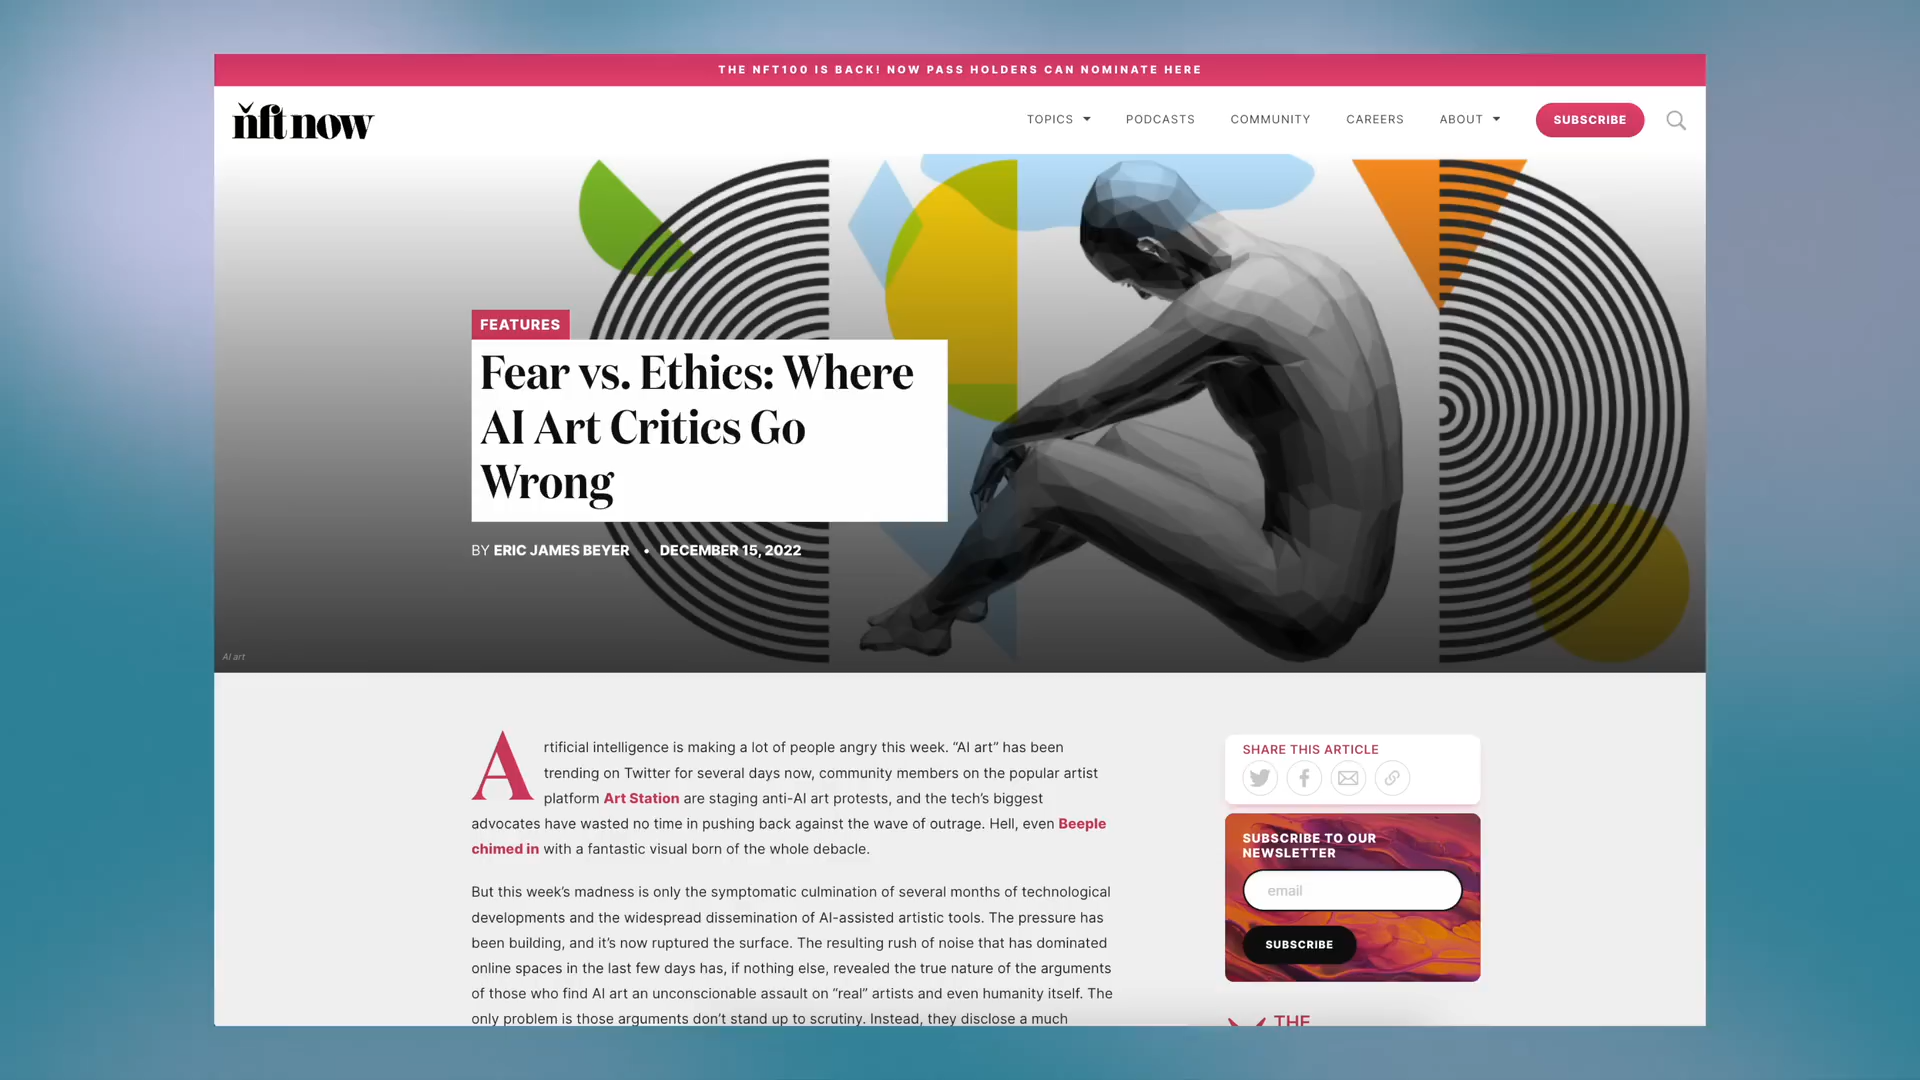 THE NFT100 IS BACK! NOW PASS HOLDERS CAN NOMINATE HERE
nft now
TOPICS
PODCASTS
COMMUNITY
CAREERS
ABOUT
SUBSCRIBE
FEATURES
Fear vs. Ethics: Where
AI Art Critics Go
Wrong
BY ERIC JAMES BEYER • DECEMBER 15, 2022
AI art
Artificial intelligence is making a lot of people angry this week. “AI art” has been
trending on Twitter for several days now, community members on the popular artist
platform Art Station are staging anti-AI art protests, and the tech’s biggest
advocates have wasted no time in pushing back against the wave of outrage. Hell, even Beeple
chimed in with a fantastic visual born of the whole debacle.
But this week’s madness is only the symptomatic culmination of several months of technological
developments and the widespread dissemination of AI-assisted artistic tools. The pressure has
been building, and it’s now ruptured the surface. The resulting rush of noise that has dominated
online spaces in the last few days has, if nothing else, revealed the true nature of the arguments
of those who find AI art an unconscionable assault on “real” artists and even humanity itself. The
only problem is those arguments don’t stand up to scrutiny. Instead, they disclose a much
SHARE THIS ARTICLE
SUBSCRIBE TO OUR
NEWSLETTER
email
SUBSCRIBE
THE